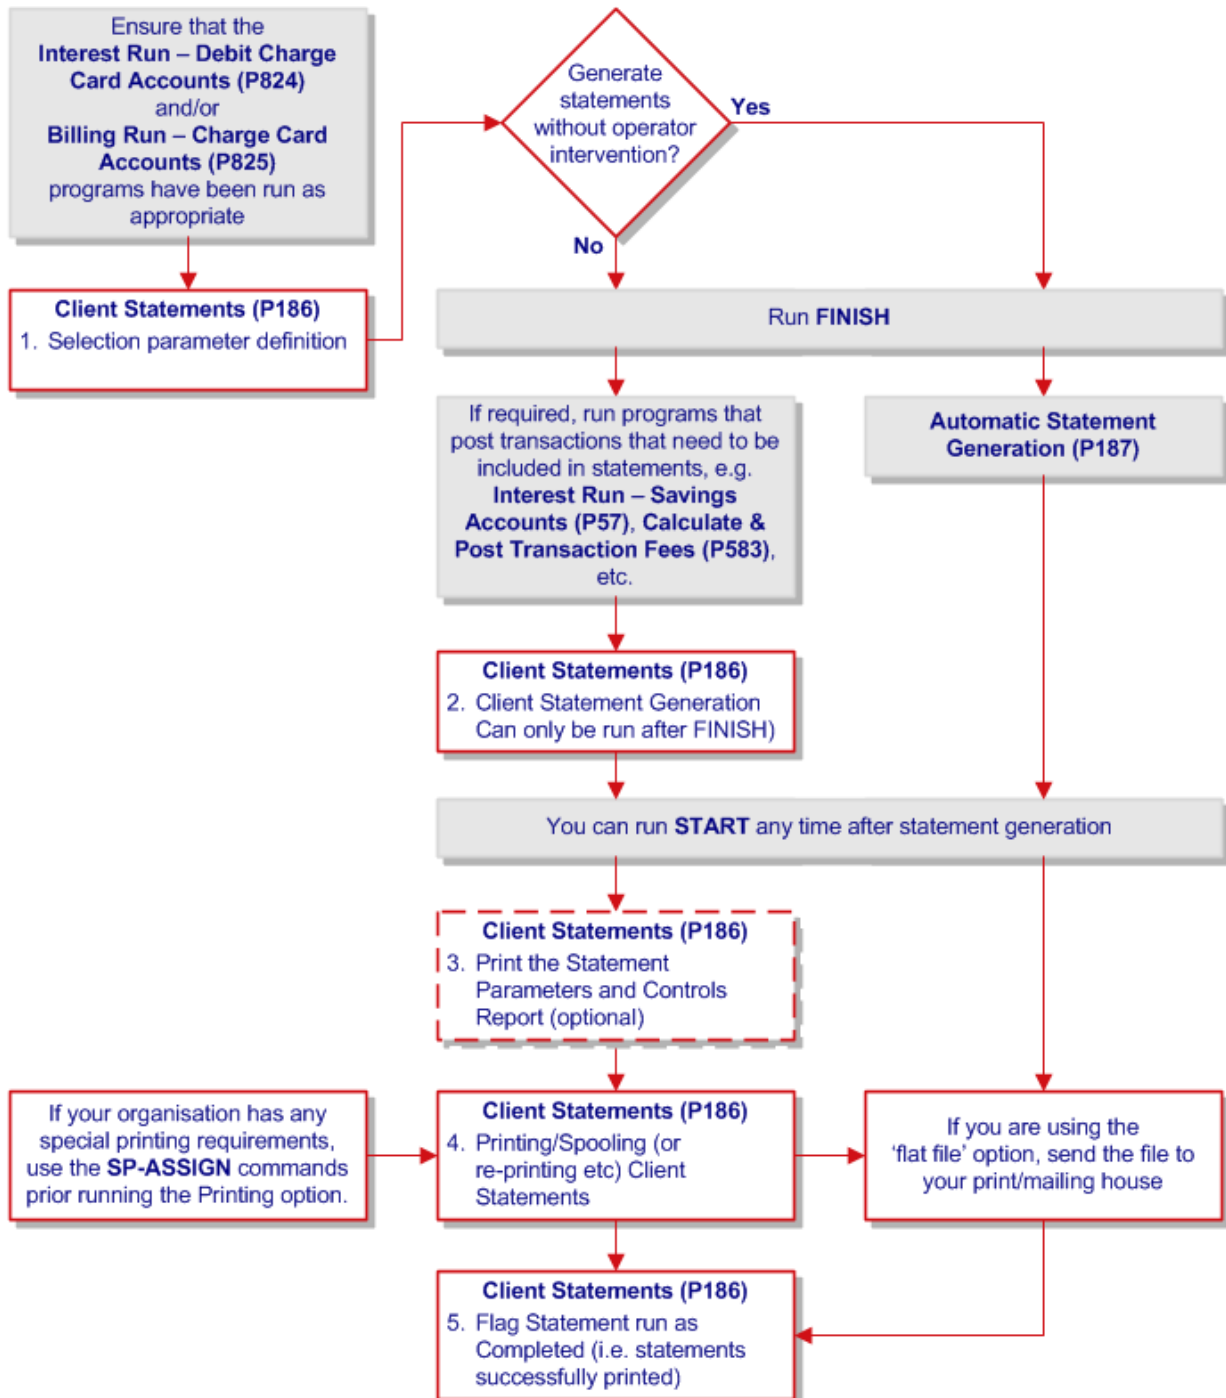 Ensure that the
Interest Run – Debit Charge
Card Accounts (P824)
and/or
Billing Run – Charge Card
Accounts (P825)
programs have been run as
appropriate
Client Statements (P186)
1. Selection parameter definition
Generate
statements
without operator
intervention?
Yes
No
Run FINISH
If required, run programs that
post transactions that need to be
included in statements, e.g.
Interest Run – Savings
Accounts (P57), Calculate &
Post Transaction Fees (P583),
etc.
Automatic Statement
Generation (P187)
Client Statements (P186)
2. Client Statement Generation
Can only be run after FINISH)
You can run START any time after statement generation
Client Statements (P186)
3. Print the Statement
Parameters and Controls
Report (optional)
If your organisation has any
special printing requirements,
use the SP-ASSIGN commands
prior running the Printing option.
Client Statements (P186)
4. Printing/Spooling (or
re-printing etc) Client
Statements
If you are using the
‘flat file’ option, send the file to
your print/mailing house
Client Statements (P186)
5. Flag Statement run as
Completed (i.e. statements
successfully printed)